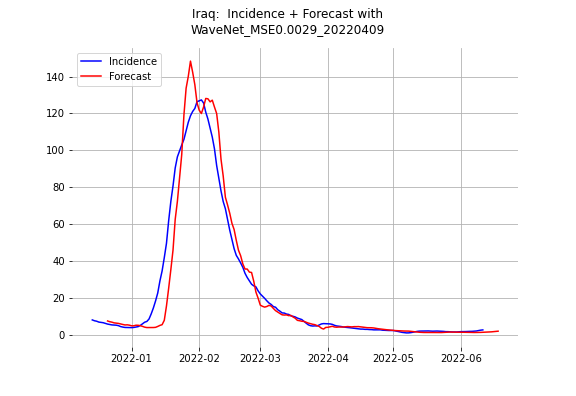 Iraq:  Incidence + Forecast with
WaveNet_MSE0.0029_20220409
Incidence
Forecast
140
120
100
80
60
40
20
0
2022-01 2022-02 2022-03 2022-04 2022-05 2022-06